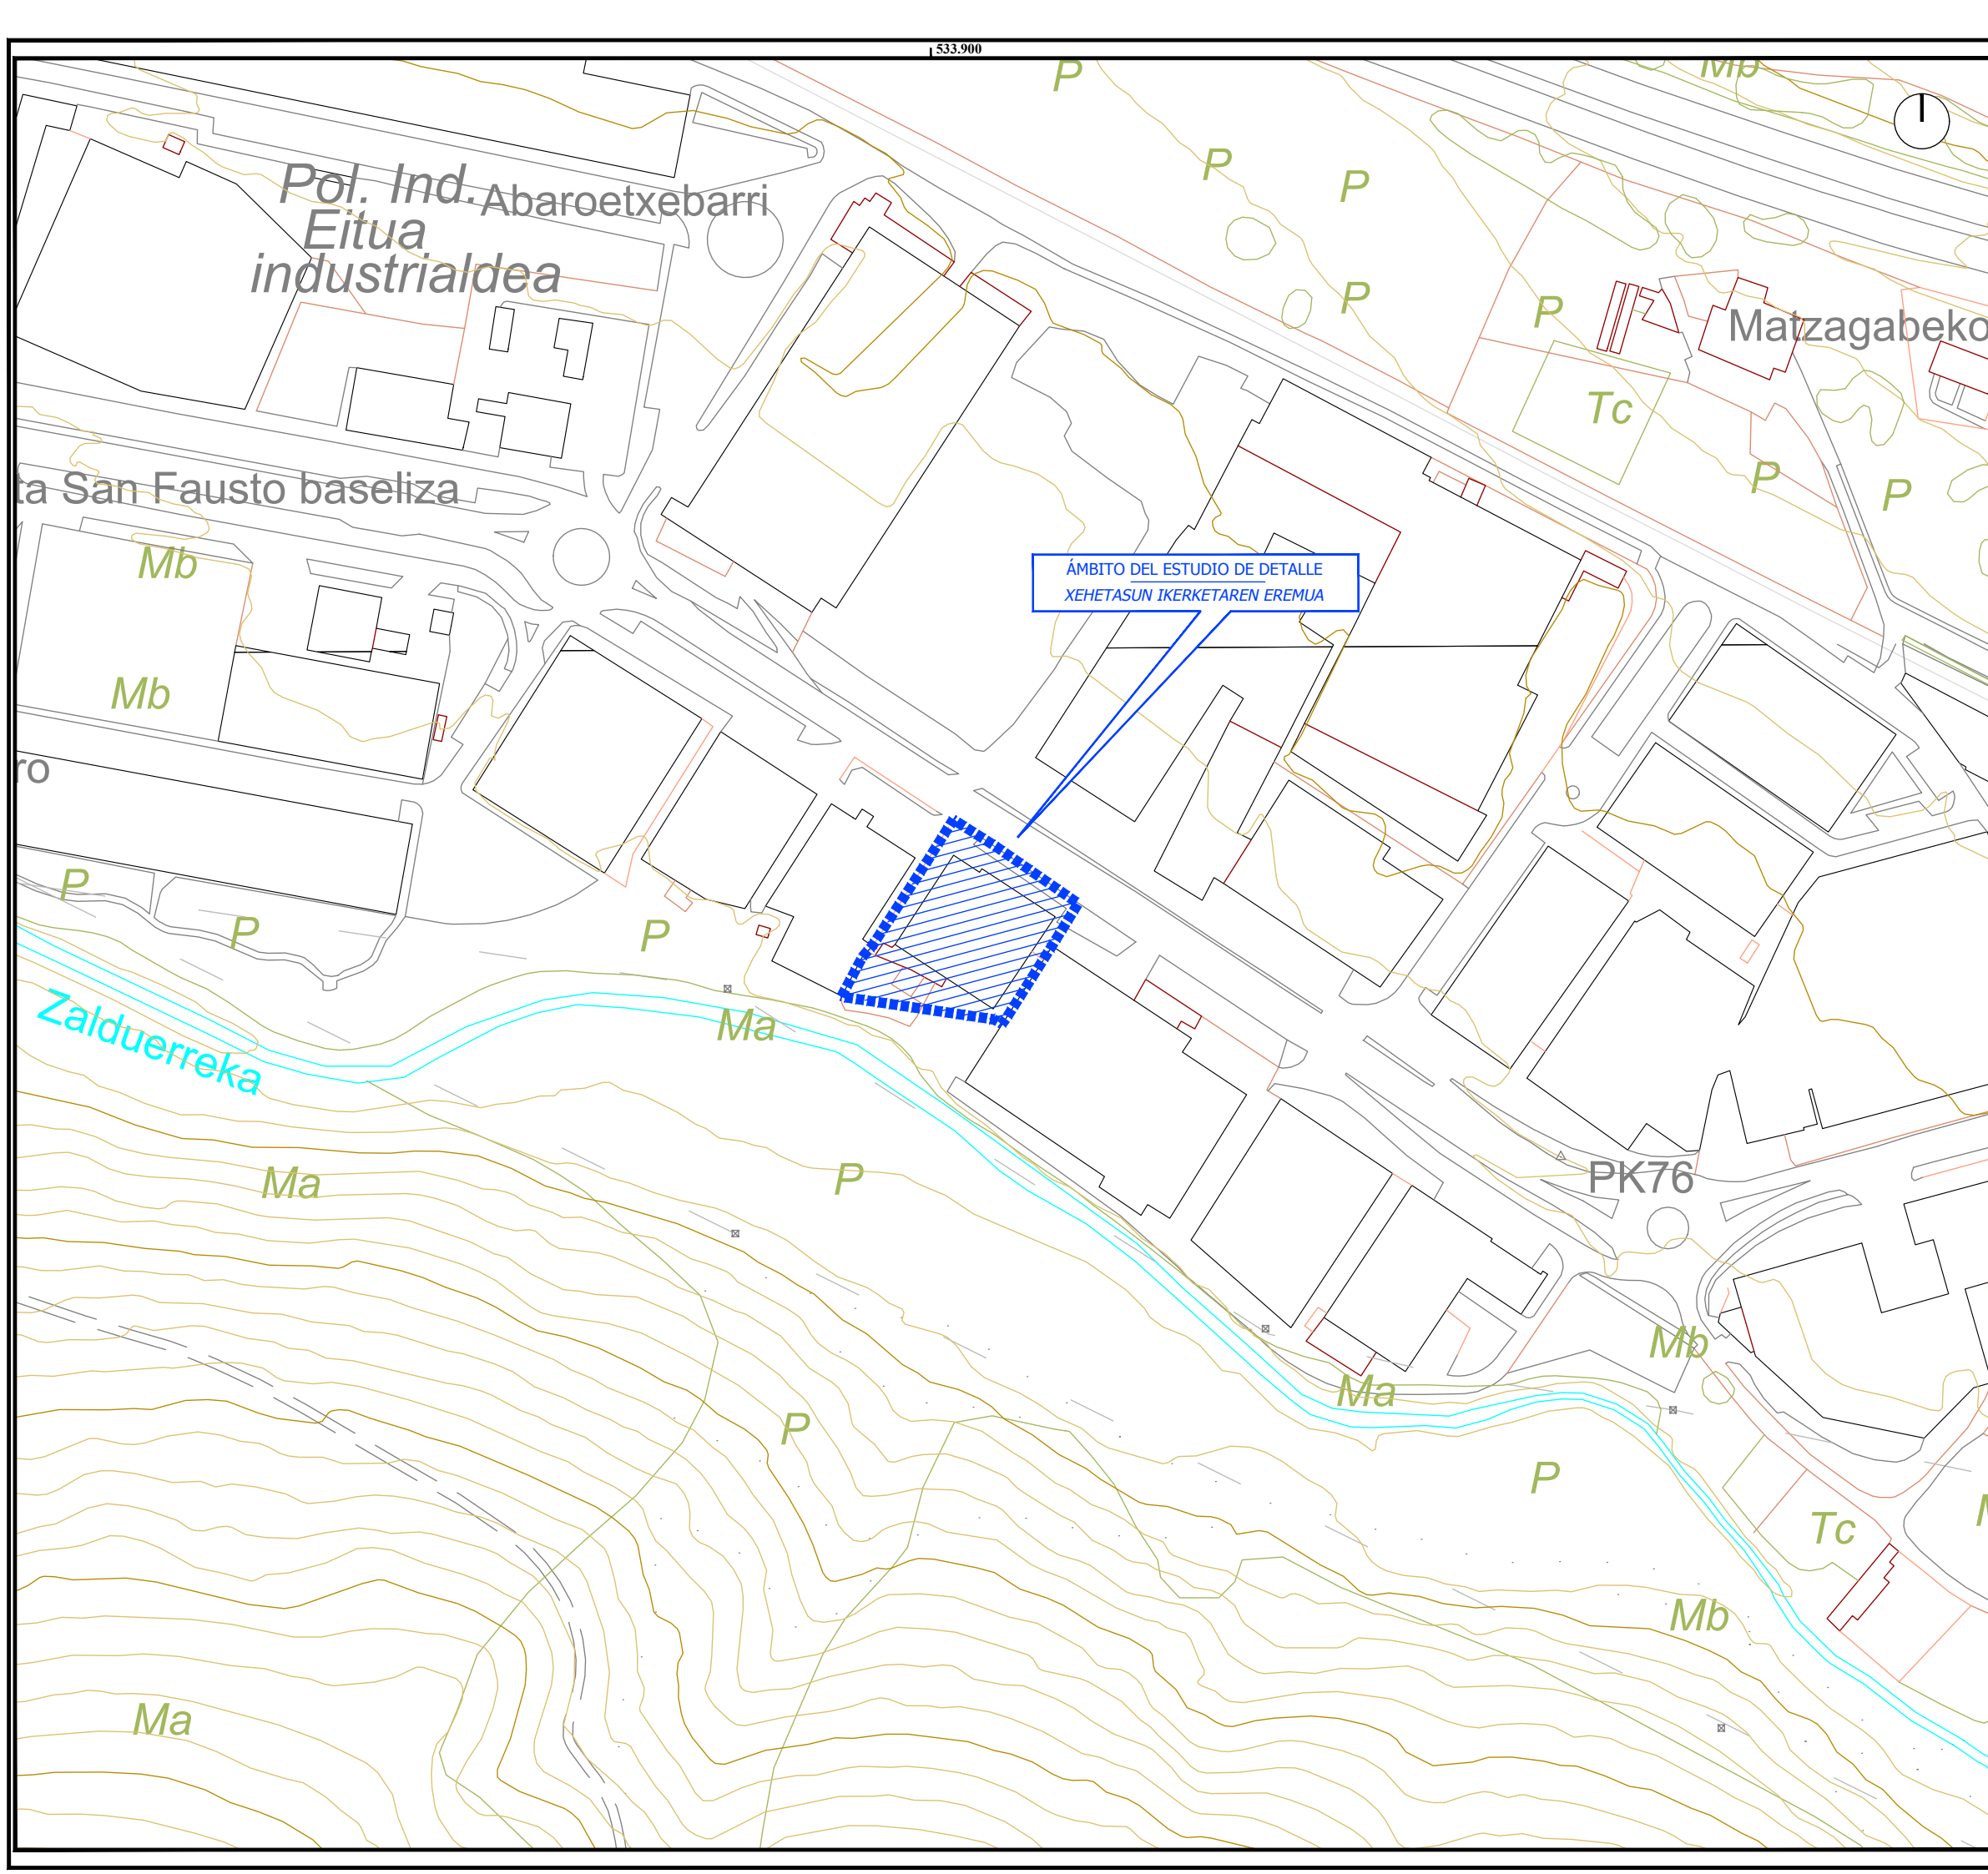 533.900
P
Mb
P
P
Pol. Ind.
Abaroetxebarri
Eitua
industrialdea
P
P
Matzagabeko
Tc
P
P
ta San Fausto baseliza
Mb
ÁMBITO DEL ESTUDIO DE DETALLE
XEHETASUN IKERKETAREN EREMUA
Mb
ro
P
P
P
Zalduerreka
Ma
Ma
P
PK76
Mb
Ma
P
P
Tc
Mb
Ma